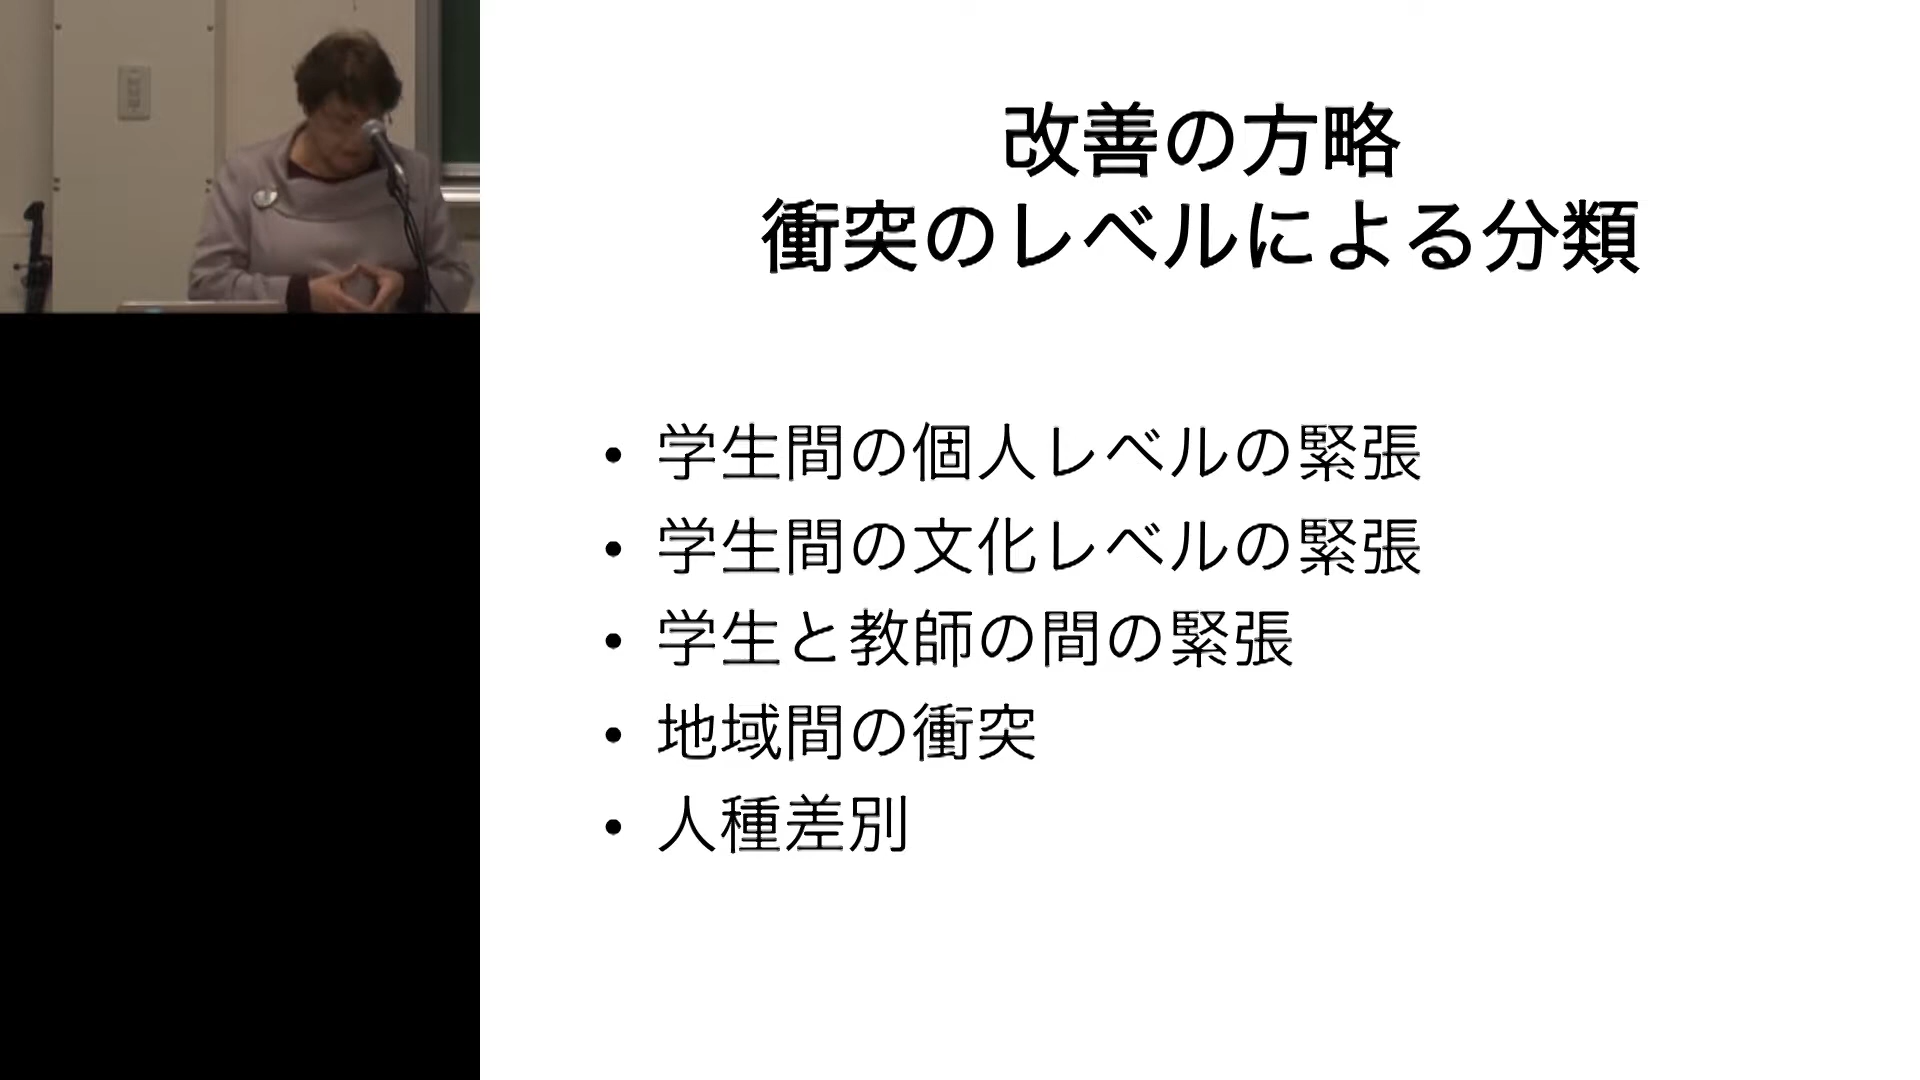 改善の方略
衝突のレベルによる分類
• 学生間の個人レベルの緊張
• 学生間の文化レベルの緊張
• 学生と教師の間の緊張
• 地域間の衝突
• 人種差別